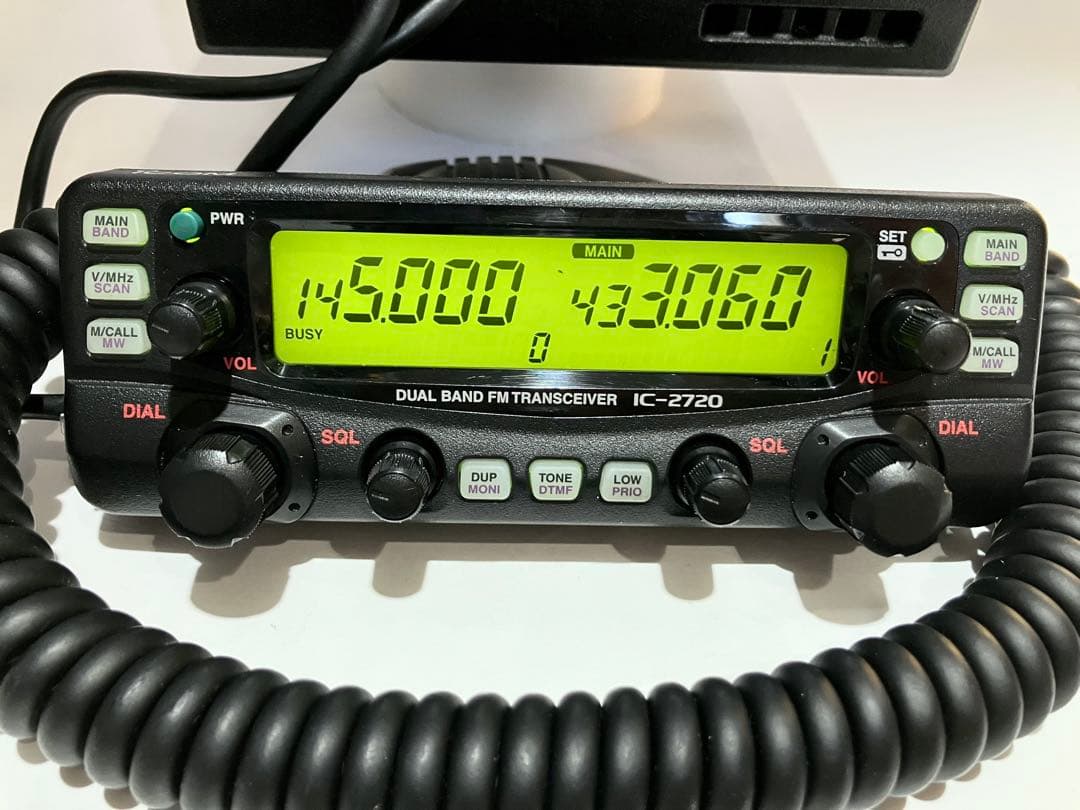 MAIN
BAND
PWR
MAIN
SET
MAIN
BAND
145.000
433.060
V/MHz
SCAN
V/MHz
SCAN
BUSY
0
1
M/CALL
MW
M/CALL
MW
VOL
VOL
DUAL BAND FM TRANSCEIVER IC-2720
DIAL
SQL
SQL
DIAL
DUP
MONI
TONE
DTMF
LOW
PRIO